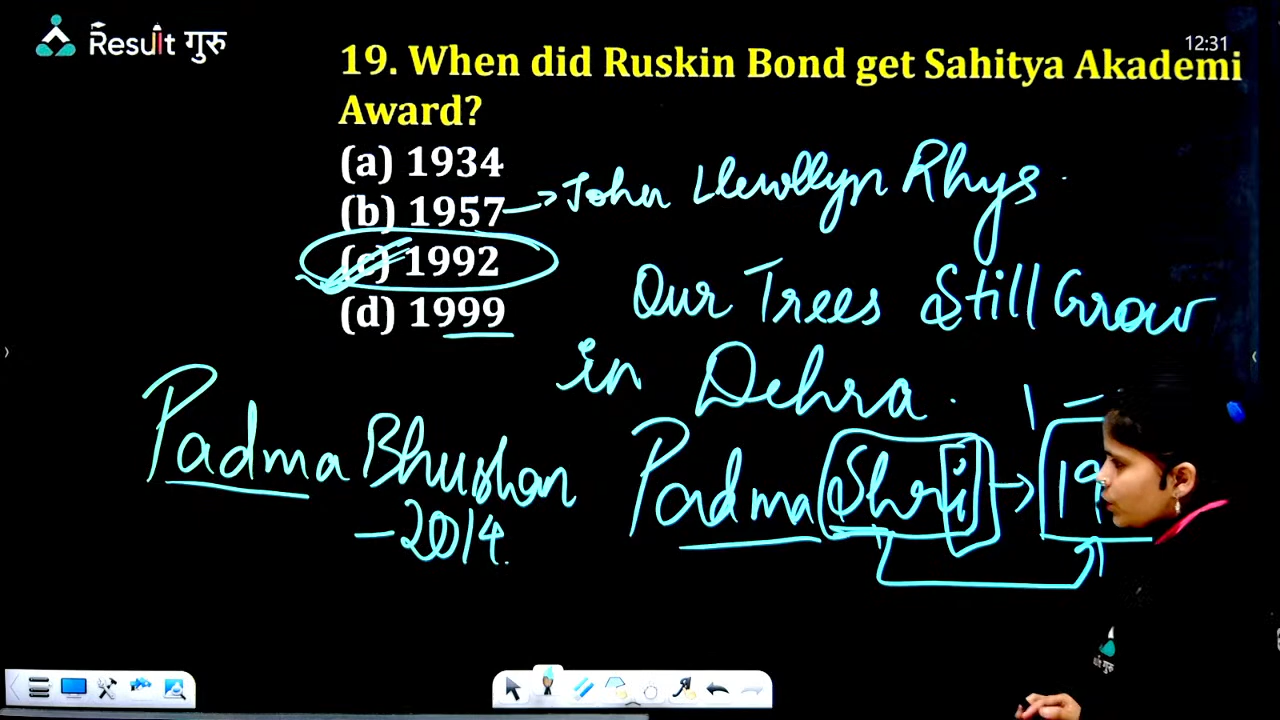 Result गुरु
12:31
19. When did Ruskin Bond get Sahitya Akademi
Award?
(a) 1934
(b) 1957 → John Llewllyn Rhys.
(c) 1992
(d) 1999
Our Trees Still Grow
in Dehra.
Padma Bhushan
- 2014.
Padma Shri → 19